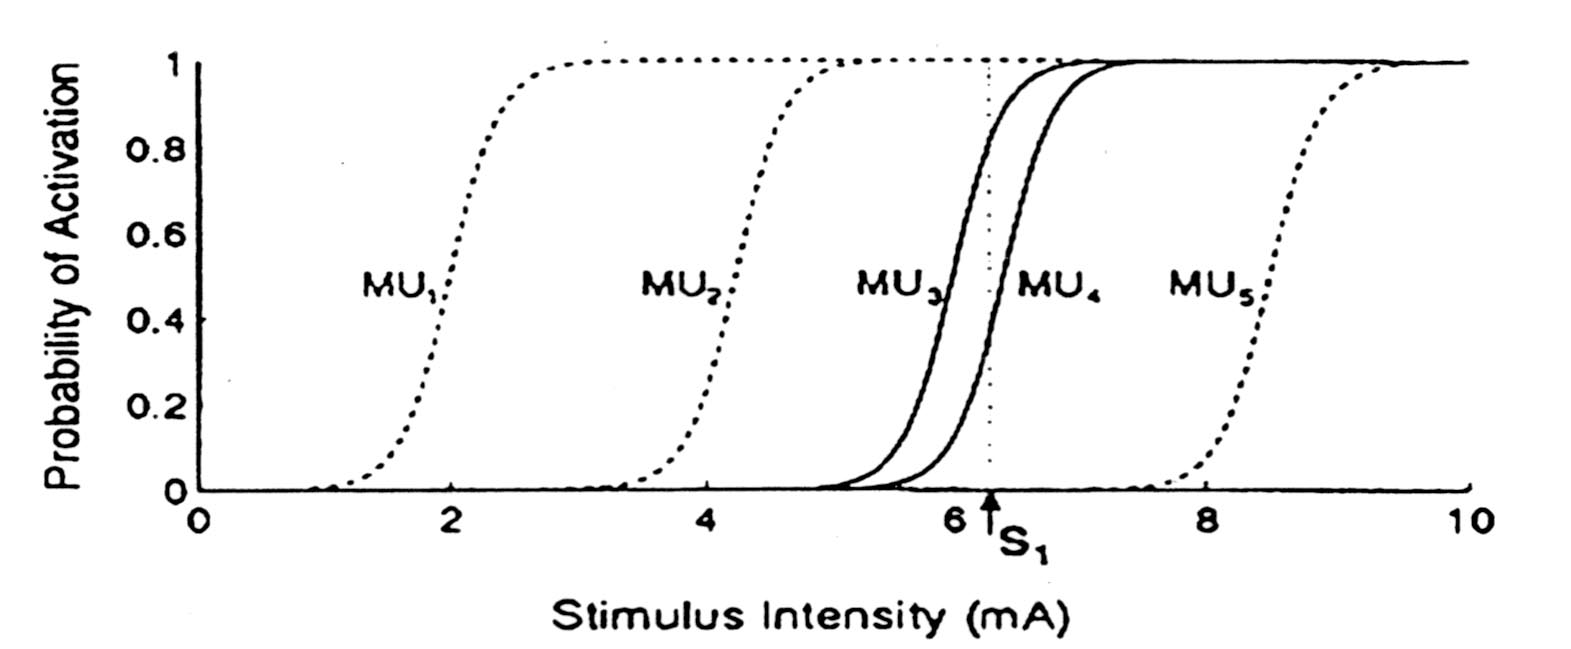 Probability of Activation
1
0.8
0.6
0.4
0.2
0
MU₁ MU₂ MU₃ MU₄ MU₅
0 2 4 6 8 10
S₁
Stimulus Intensity (mA)